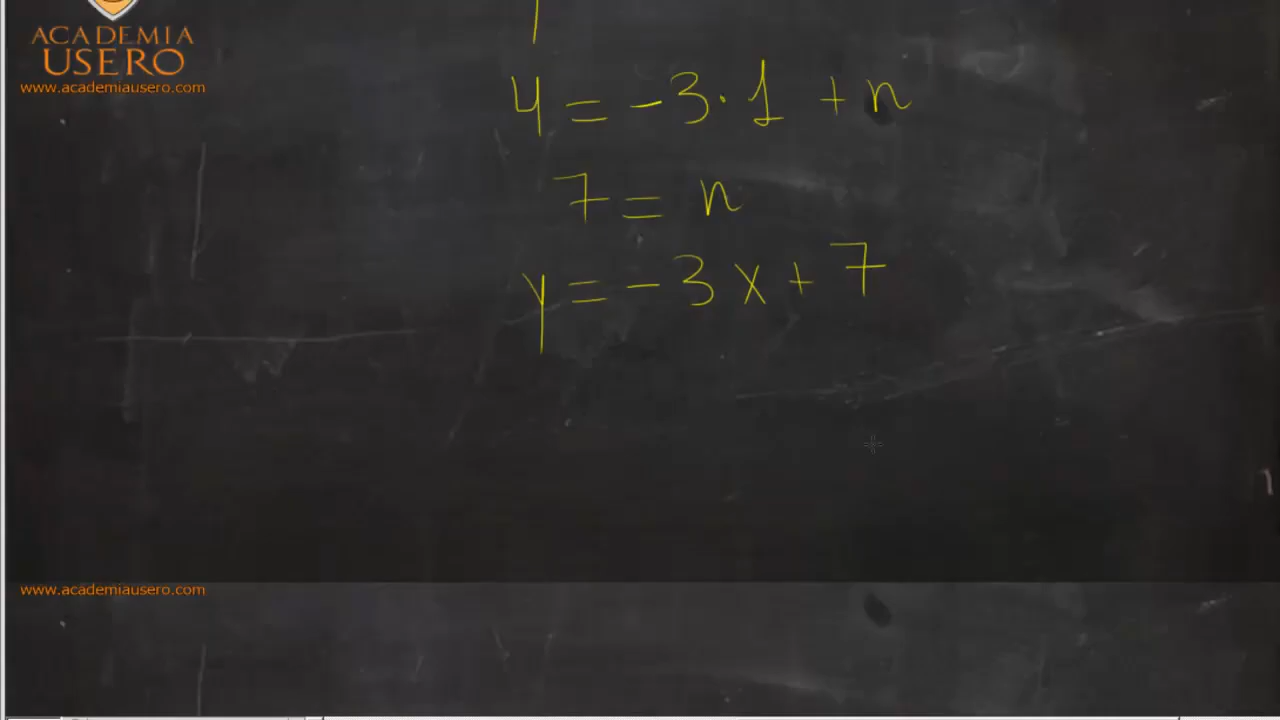 ACADEMIA
USERO
www.academiausero.com
4 = -3·1 + n
7 = n
y = -3x + 7
www.academiausero.com